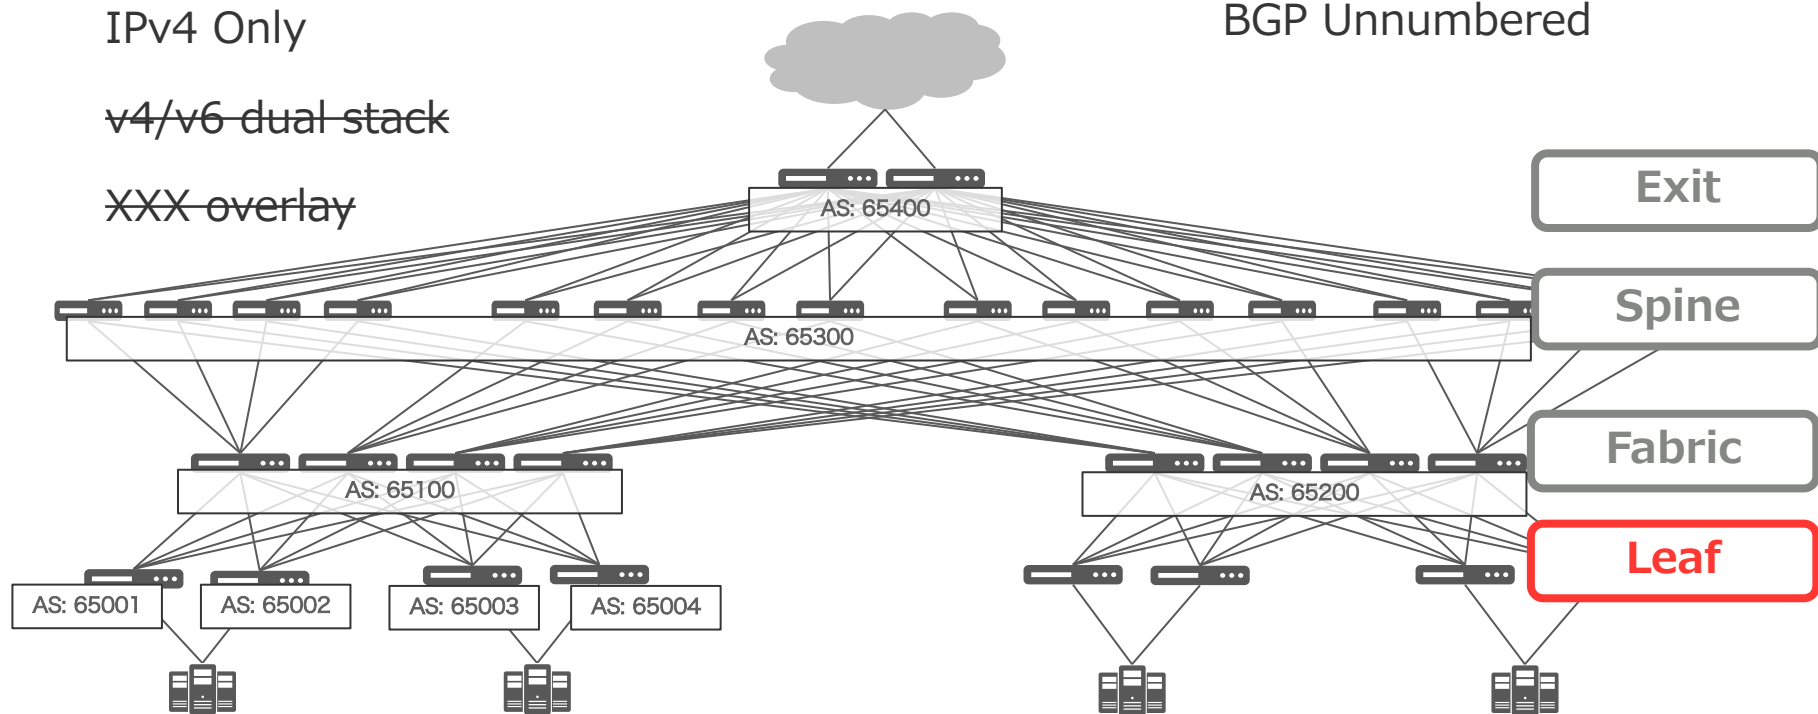 IPv4 Only
BGP Unnumbered
v4/v6 dual stack
XXX overlay
Exit
AS: 65400
Spine
AS: 65300
Fabric
AS: 65100
AS: 65200
Leaf
AS: 65001
AS: 65002
AS: 65003
AS: 65004